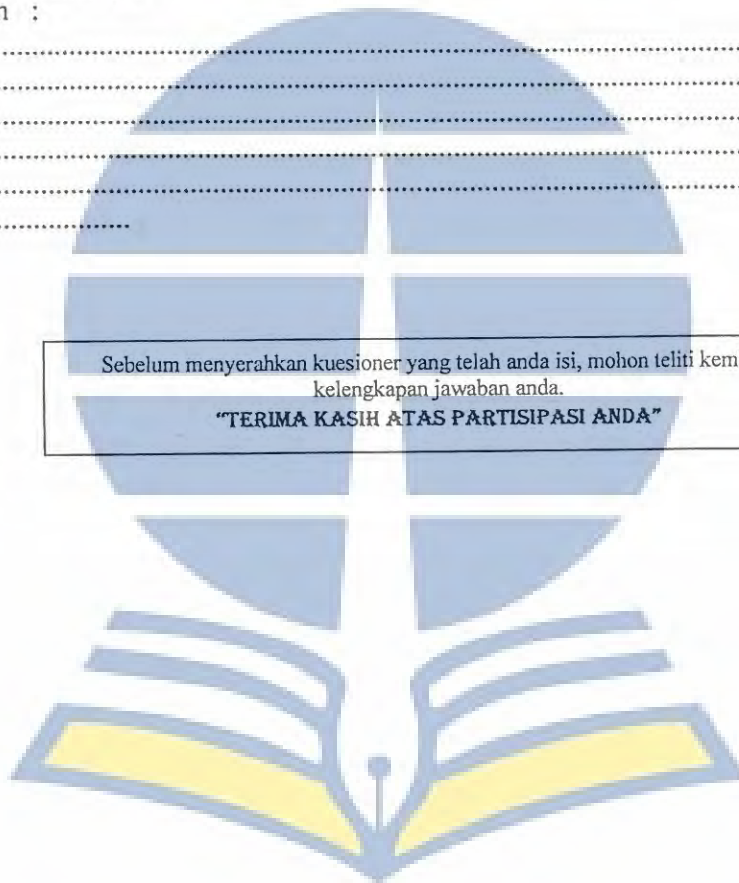 :
................................................................
................................................................
................................................................
................................................................
................................................................
....................
Sebelum menyerahkan kuesioner yang telah anda isi, mohon teliti kem
kelengkapan jawaban anda.
"TERIMA KASIH ATAS PARTISIPASI ANDA"